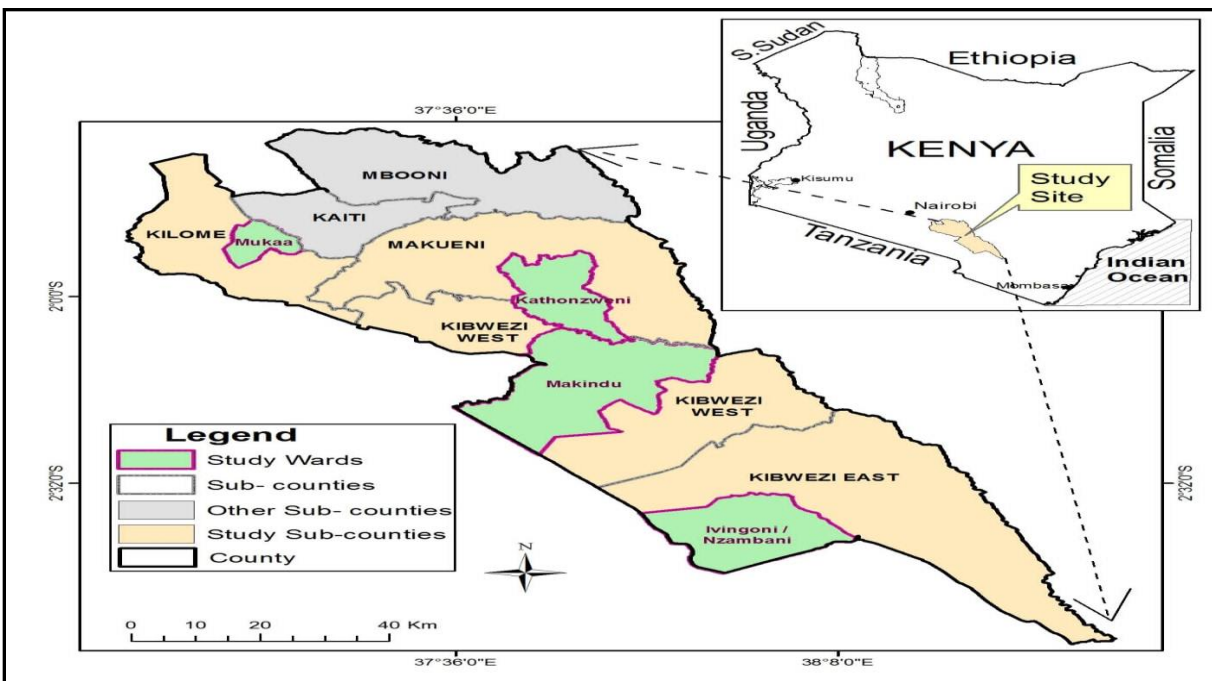 37°36'0"E
S.Sudan
Ethiopia
Uganda
KENYA
Somalia
Kisumu
Study
Site
Nairobi
Tanzania
Indian
Ocean
Mombasa
MBOONI
KAITI
KILOME
Mukaa
MAKUENI
Kathonzweni
2°0'0"S
KIBWEZI
WEST
Makindu
KIBWEZI
WEST
KIBWEZI EAST
2°32'0"S
2°32'0"S
Ivingoni /
Nzambani
Legend
Study Wards
Sub- counties
Other Sub- counties
Study Sub-counties
County
N
0 10 20 40 Km
37°36'0"E
38°8'0"E